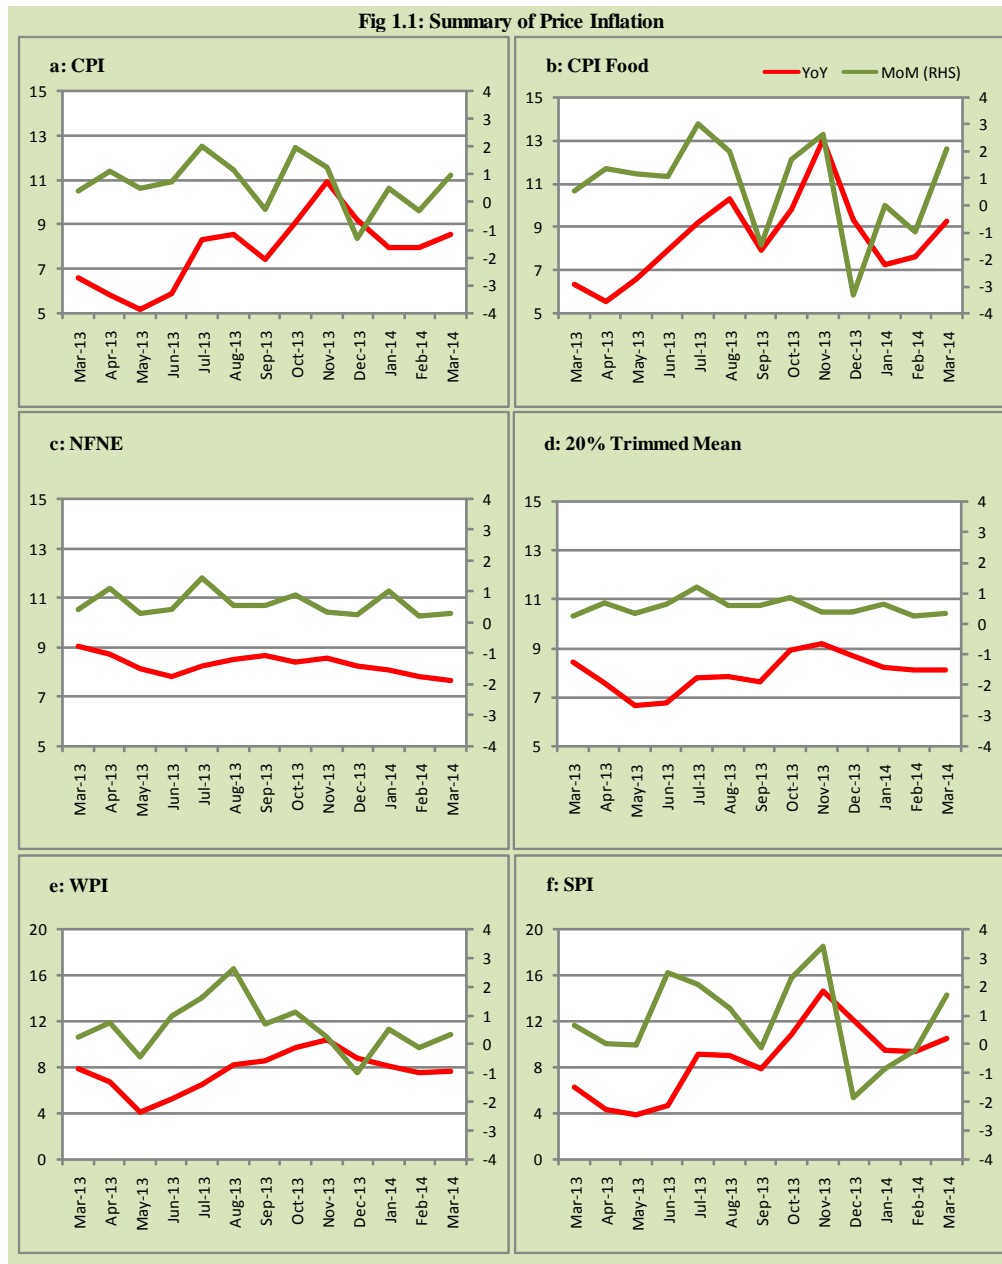 Fig 1.1: Summary of Price Inflation
a: CPI
15
13
11
9
7
5
4
3
2
1
0
-1
-2
-3
-4
Mar-13
Apr-13
May-13
Jun-13
Jul-13
Aug-13
Sep-13
Oct-13
Nov-13
Dec-13
Jan-14
Feb-14
Mar-14
b: CPI Food
YoY
MoM (RHS)
15
13
11
9
7
5
4
3
2
1
0
-1
-2
-3
-4
Mar-13
Apr-13
May-13
Jun-13
Jul-13
Aug-13
Sep-13
Oct-13
Nov-13
Dec-13
Jan-14
Feb-14
Mar-14
c: NFNE
15
13
11
9
7
5
4
3
2
1
0
-1
-2
-3
-4
Mar-13
Apr-13
May-13
Jun-13
Jul-13
Aug-13
Sep-13
Oct-13
Nov-13
Dec-13
Jan-14
Feb-14
Mar-14
d: 20% Trimmed Mean
15
13
11
9
7
5
4
3
2
1
0
-1
-2
-3
-4
Mar-13
Apr-13
May-13
Jun-13
Jul-13
Aug-13
Sep-13
Oct-13
Nov-13
Dec-13
Jan-14
Feb-14
Mar-14
e: WPI
20
16
12
8
4
0
4
3
2
1
0
-1
-2
-3
-4
Mar-13
Apr-13
May-13
Jun-13
Jul-13
Aug-13
Sep-13
Oct-13
Nov-13
Dec-13
Jan-14
Feb-14
Mar-14
f: SPI
20
16
12
8
4
0
4
3
2
1
0
-1
-2
-3
-4
Mar-13
Apr-13
May-13
Jun-13
Jul-13
Aug-13
Sep-13
Oct-13
Nov-13
Dec-13
Jan-14
Feb-14
Mar-14